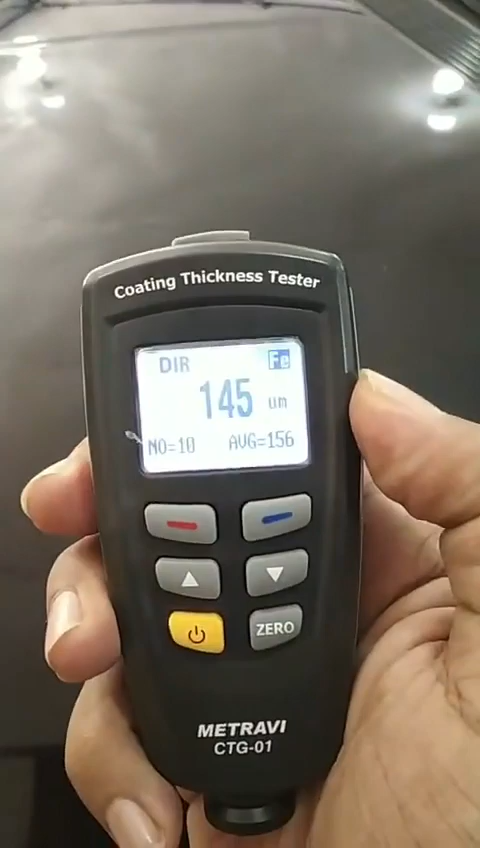 Coating Thickness Tester
DIR Fe
145 um
NO=10 AVG=156
ZERO
METRAVI
CTG-01